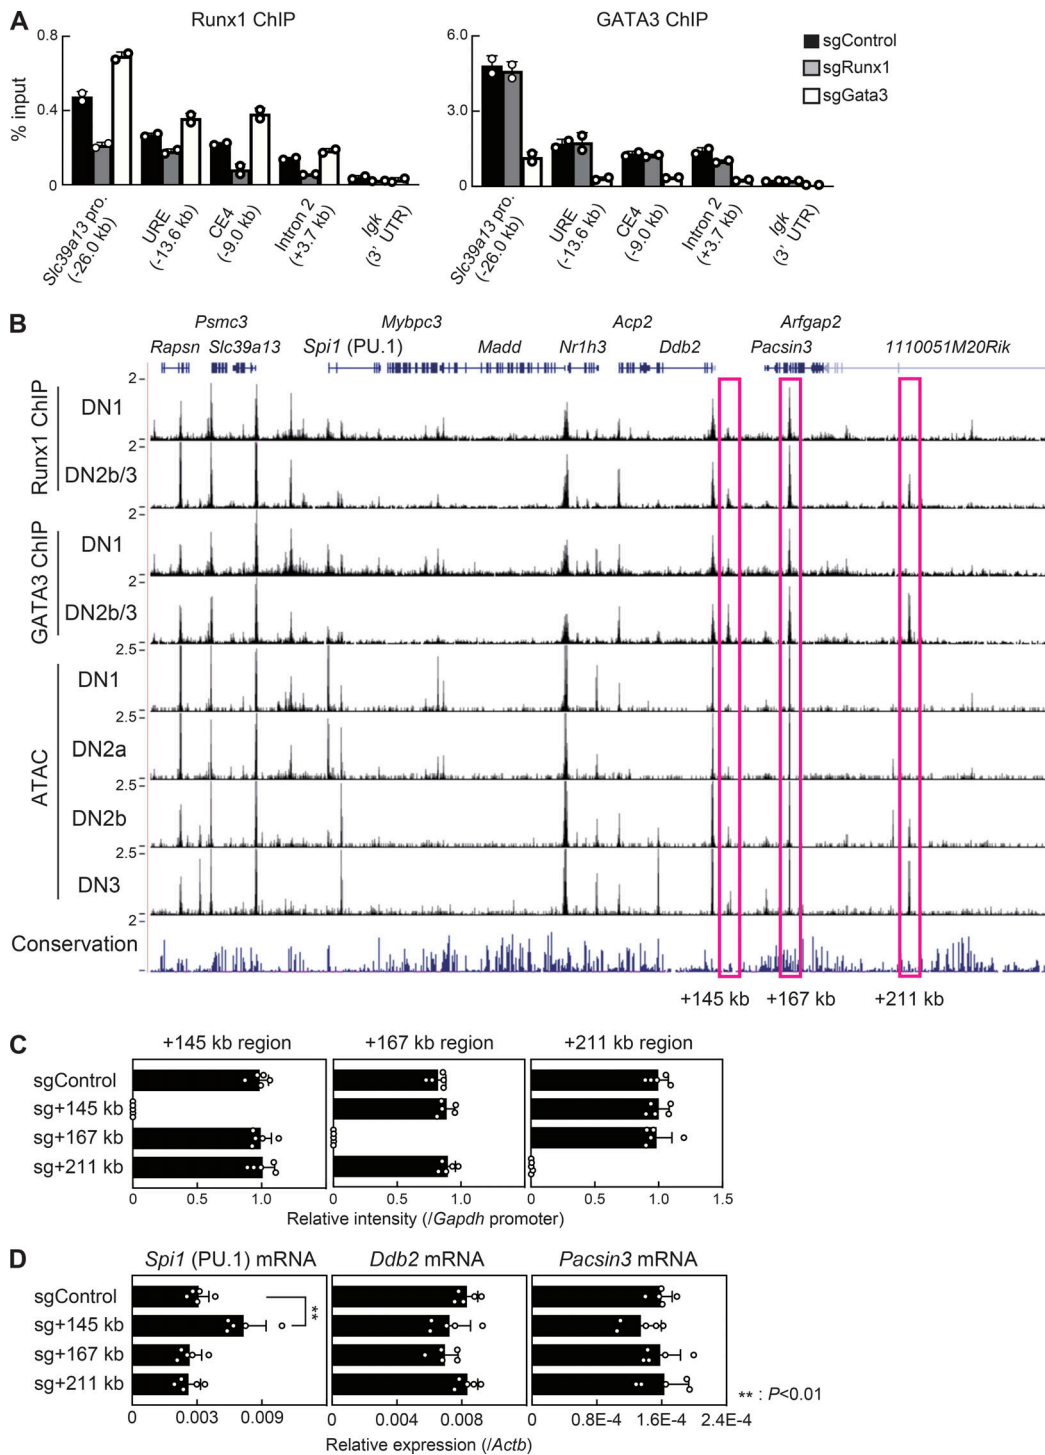 A
Runx1 ChIP
GATA3 ChIP
% input
0.8
0.4
0
6.0
3.0
0
sgControl
sgRunx1
sgGata3
Slc39a13 pro.
(-26.0 kb)
URE
(-13.6 kb)
CE4
(-9.0 kb)
Intron 2
(+3.7 kb)
Igk
(3' UTR)
Slc39a13 pro.
(-26.0 kb)
URE
(-13.6 kb)
CE4
(-9.0 kb)
Intron 2
(+3.7 kb)
Igk
(3' UTR)
B
Psmc3 Mybpc3 Acp2 Arfgap2
Rapsn Slc39a13 Spi1 (PU.1) Madd Nr1h3 Ddb2 Pacsin3 1110051M20Rik
Runx1 ChIP
2
DN1
2
DN2b/3
GATA3 ChIP
2
DN1
2
DN2b/3
ATAC
2.5
DN1
2.5
DN2a
2.5
DN2b
2.5
DN3
2
Conservation
+145 kb +167 kb +211 kb
C
+145 kb region +167 kb region +211 kb region
sgControl
sg+145 kb
sg+167 kb
sg+211 kb
0 0.5 1.0 0 0.5 1.0 0 0.5 1.0 1.5
Relative intensity (/Gapdh promoter)
D
Spi1 (PU.1) mRNA Ddb2 mRNA Pacsin3 mRNA
sgControl
sg+145 kb
sg+167 kb
sg+211 kb
**
** : P<0.01
0 0.003 0.009 0 0.004 0.008 0 0.8E-4 1.6E-4 2.4E-4
Relative expression (/Actb)